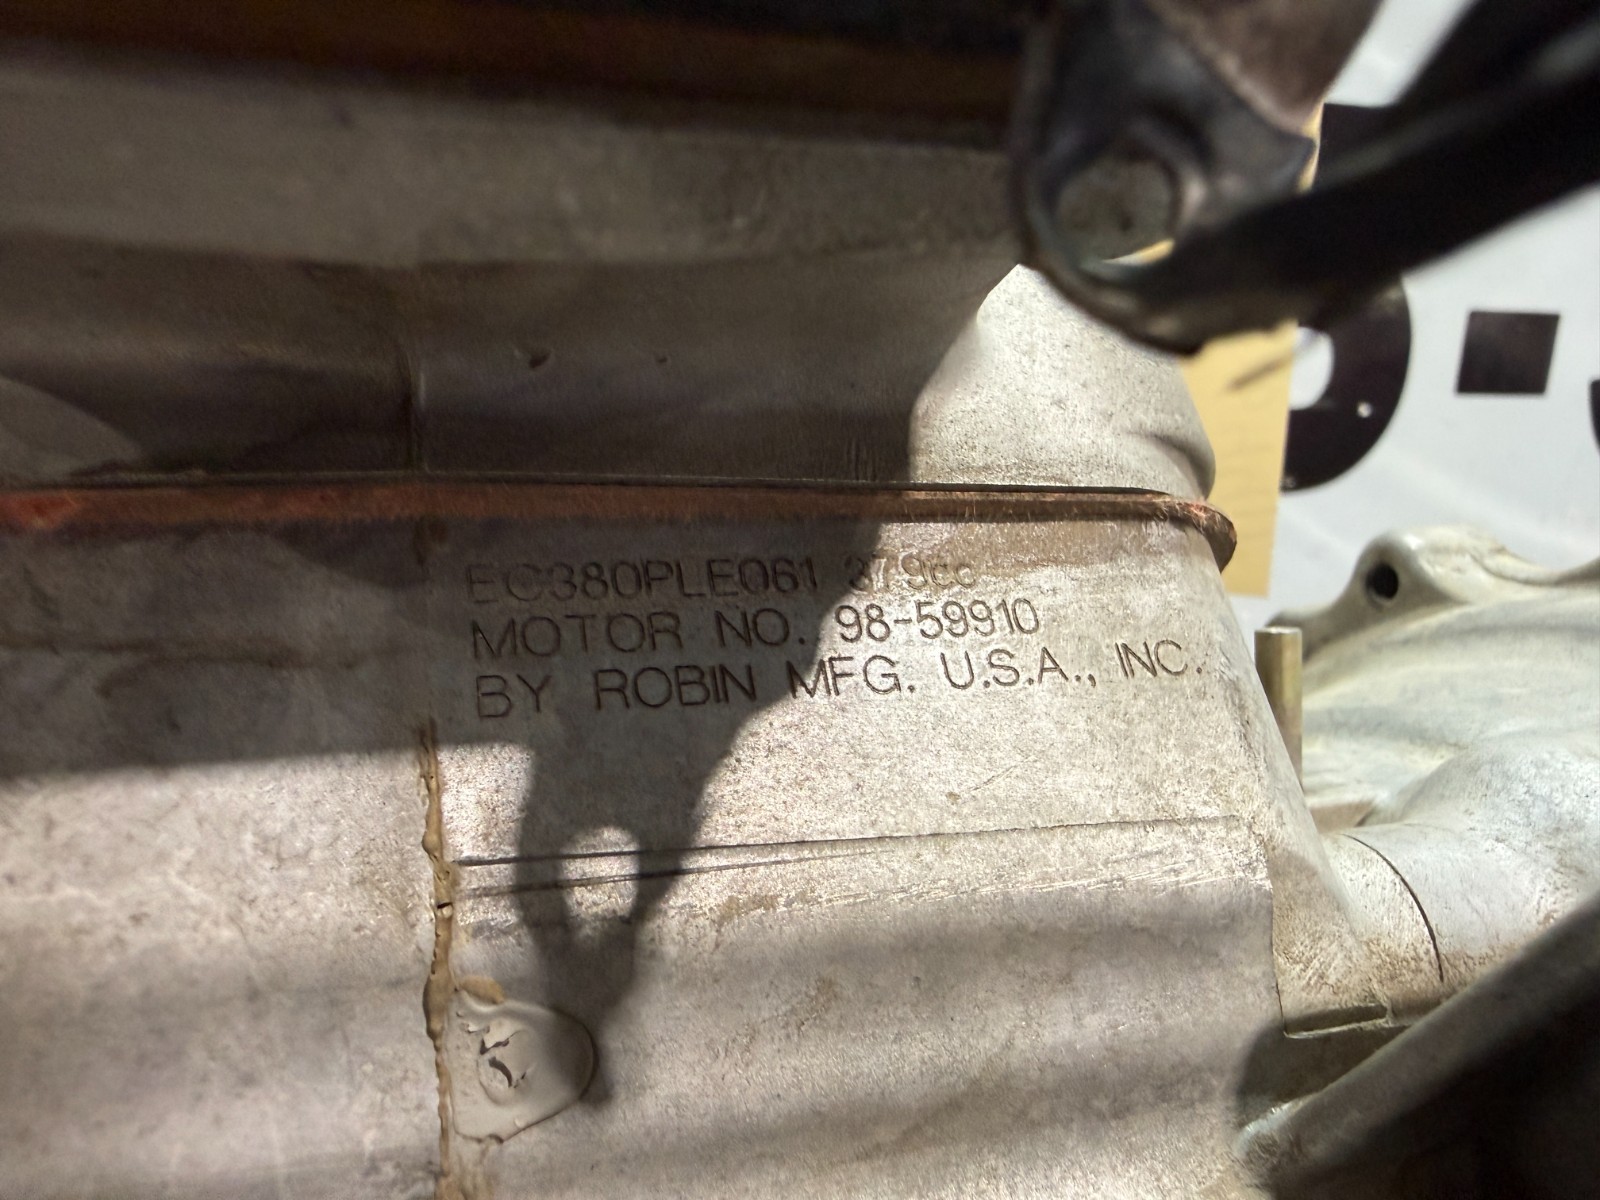 EC380PLE061 379cc
MOTOR NO. 98-59910
BY ROBIN MFG. U.S.A., INC.